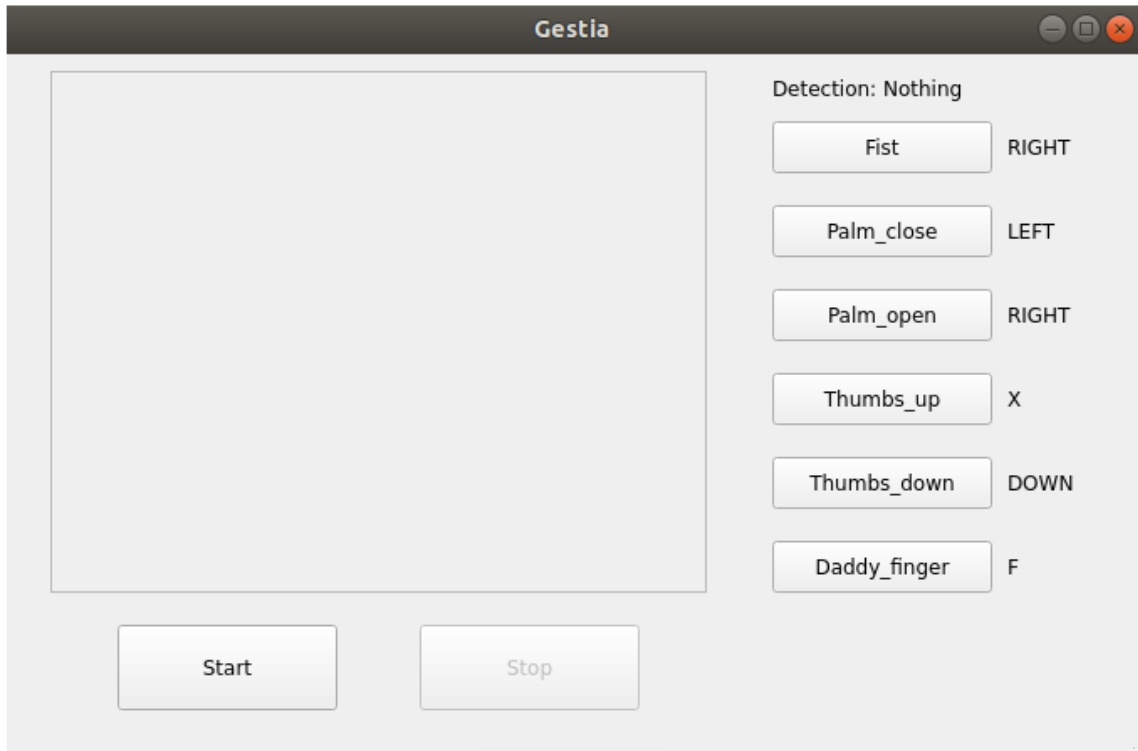 Gestia
Detection: Nothing
Fist RIGHT
Palm_close LEFT
Palm_open RIGHT
Thumbs_up X
Thumbs_down DOWN
Daddy_finger F
Start Stop